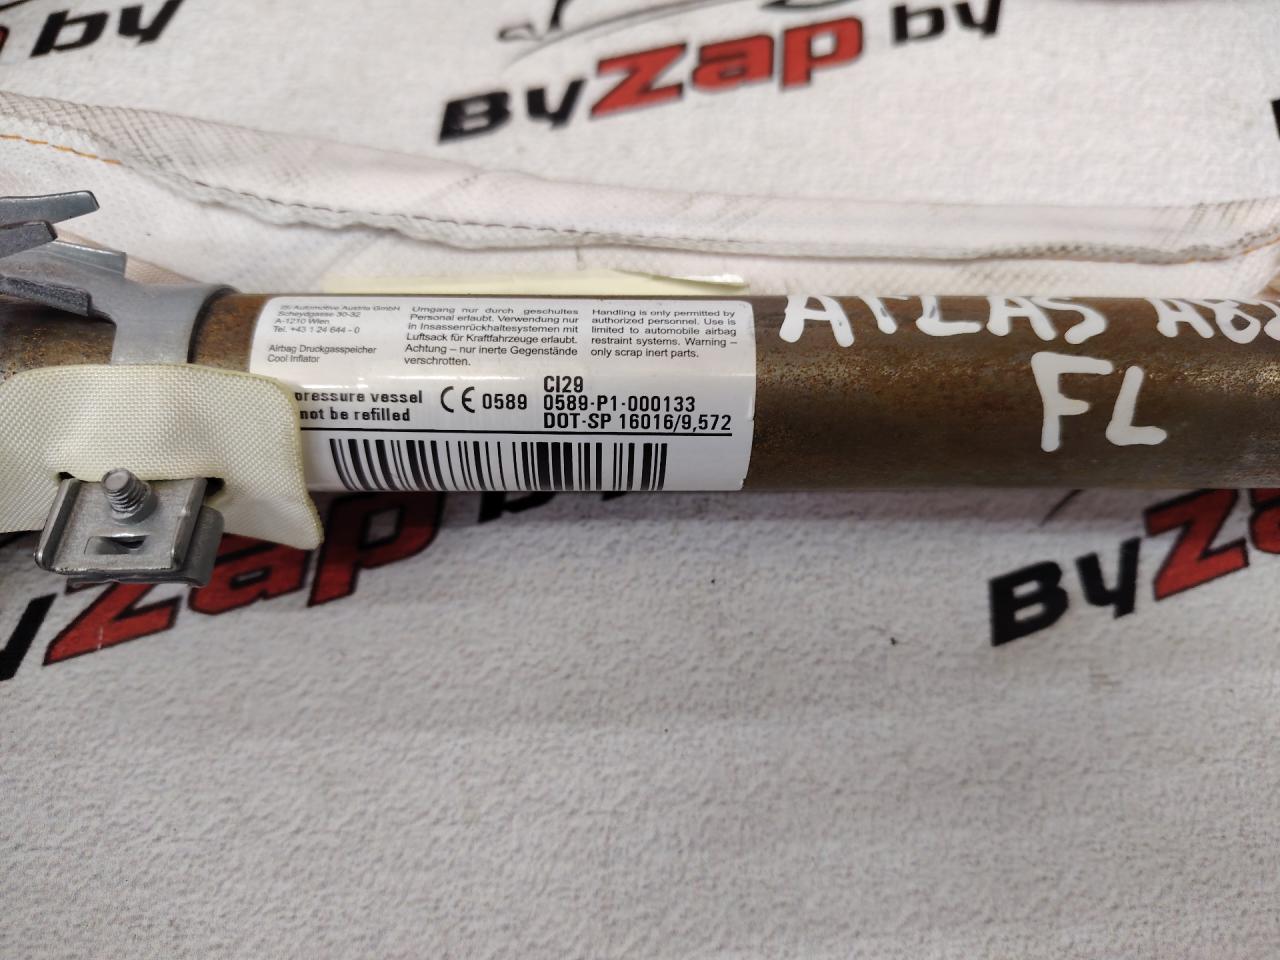 by
ByZap by
ISi Automotive Austria GmbH
Scheydgasse 30-32
A-1210 Wien
Tel. +43 1 24 644 - 0
Airbag Druckgasspeicher
Cool Inflator
Umgang nur durch geschultes
Personal erlaubt. Verwendung nur
in Insassenrückhaltesystemen mit
Luftsack für Kraftfahrzeuge erlaubt.
Achtung – nur inerte Gegenstände
verschrotten.
Handling is only permitted by
authorized personnel. Use is
limited to automobile airbag
restraint systems. Warning –
only scrap inert parts.
pressure vessel
not be refilled
CE 0589
CI29
0589-P1-000133
DOT-SP 16016/9,572
ATLAS
FL
Zap
ByZa